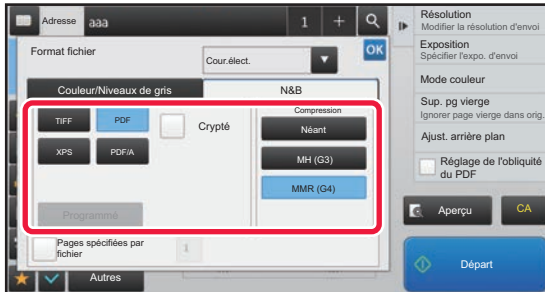 Adresse aaa 1 +
Format fichier
Cour.élect.
OK
Couleur/Niveaux de gris
N&B
TIFF
PDF
Crypté
XPS
PDF/A
Programmé
Compression
Néant
MH (G3)
MMR (G4)
Pages spécifiées par
fichier
1
Autres
Résolution
Modifier la résolution d'envoi
Exposition
Spécifier l'expo. d'envoi
Mode couleur
Sup. pg vierge
Ignorer page vierge dans orig.
Ajust. arrière plan
Réglage de l'obliquité
du PDF
Aperçu
CA
Départ